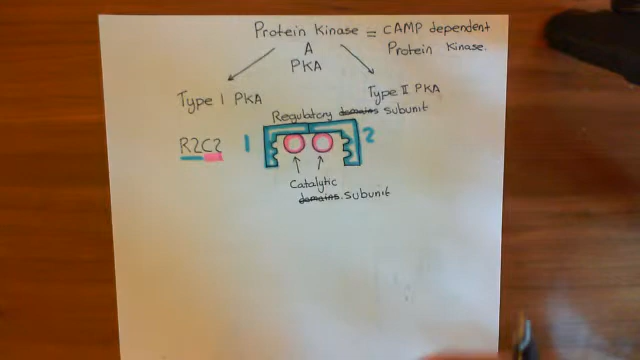 Protein Kinase = CAMP dependent
A Protein Kinase.
PKA
Type I PKA Type II PKA
Regulatory domains subunit
R2C2 1 2
Catalytic
domains. subunit